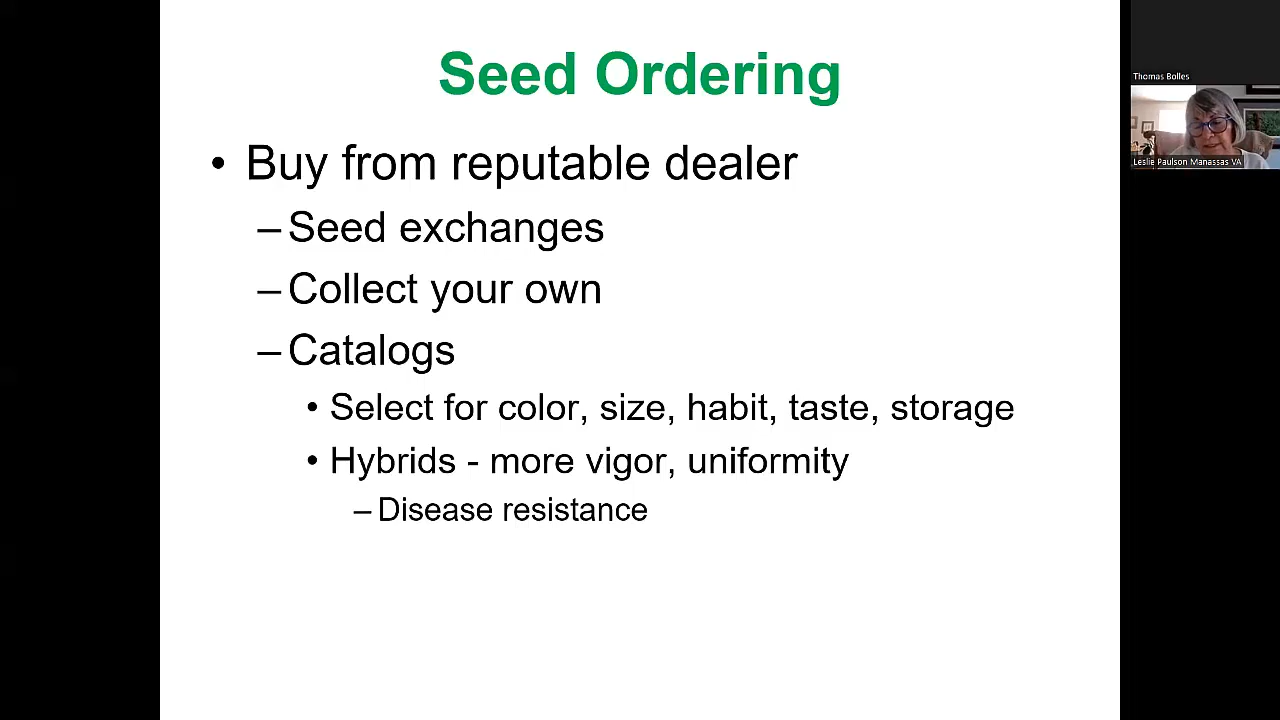 Seed Ordering
• Buy from reputable dealer
– Seed exchanges
– Collect your own
– Catalogs
• Select for color, size, habit, taste, storage
• Hybrids - more vigor, uniformity
– Disease resistance
Thomas Bolles
Leslie Paulson Manassas VA